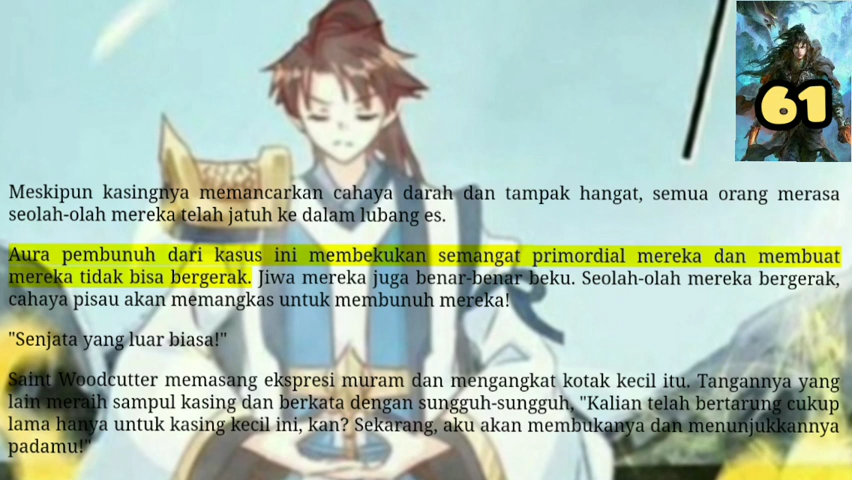 61
Meskipun kasingnya memancarkan cahaya darah dan tampak hangat, semua orang merasa
seolah-olah mereka telah jatuh ke dalam lubang es.
Aura pembunuh dari kasus ini membekukan semangat primordial mereka dan membuat
mereka tidak bisa bergerak. Jiwa mereka juga benar-benar beku. Seolah-olah mereka bergerak,
cahaya pisau akan memangkas untuk membunuh mereka!
"Senjata yang luar biasa!"
Saint Woodcutter memasang ekspresi muram dan mengangkat kotak kecil itu. Tangannya yang
lain meraih sampul kasing dan berkata dengan sungguh-sungguh, "Kalian telah bertarung cukup
lama hanya untuk kasing kecil ini, kan? Sekarang, aku akan membukanya dan menunjukkannya
padamu!"